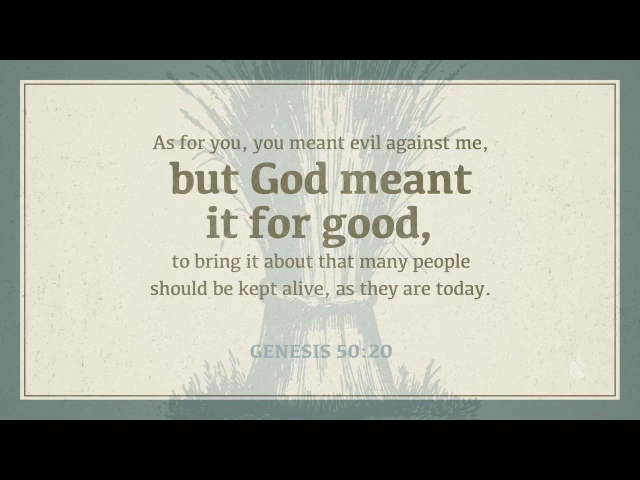 As for you, you meant evil against me,
but God meant
it for good,
to bring it about that many people
should be kept alive, as they are today.
GENESIS 50:20